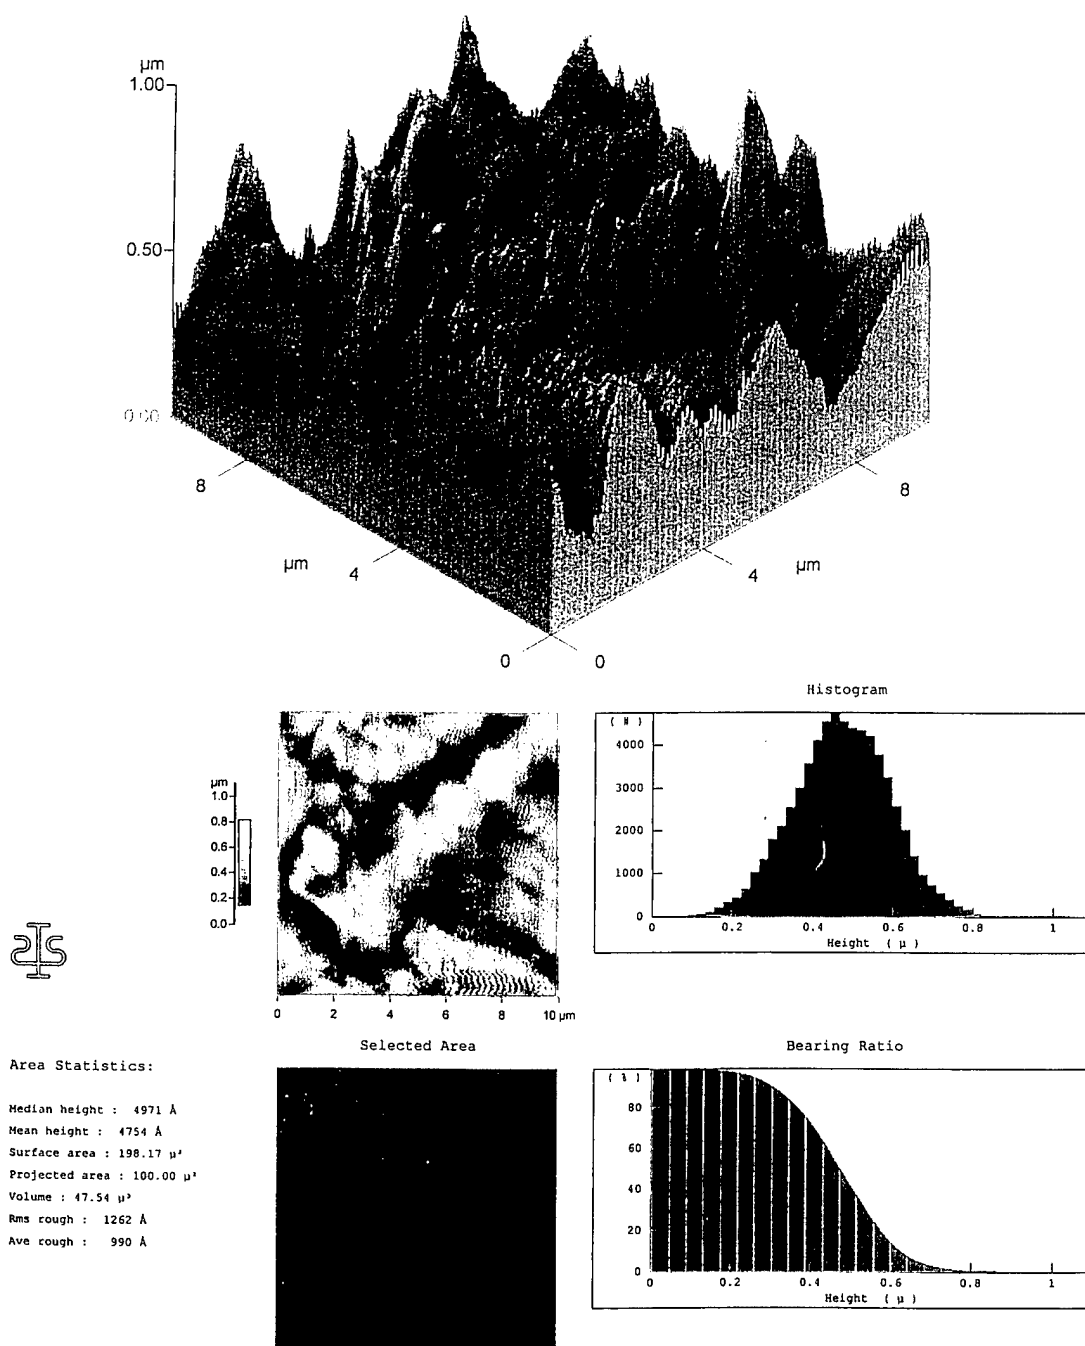 µm
1.00
0.50
0.00
8
µm
4
0
0
4
µm
8
Histogram
( H )
4000
3000
2000
1000
0
0
0.2
0.4
0.6
0.8
1
Height ( µ )
µm
1.0
0.8
0.6
0.4
0.2
0.0
0
2
4
6
8
10 µm
Selected Area
Bearing Ratio
( % )
80
60
40
20
0
0
0.2
0.4
0.6
0.8
1
Height ( µ )
Area Statistics:
Median height : 4971 Å
Mean height : 4754 Å
Surface area : 198.17 µ²
Projected area : 100.00 µ²
Volume : 47.54 µ³
Rms rough : 1262 Å
Ave rough : 990 Å